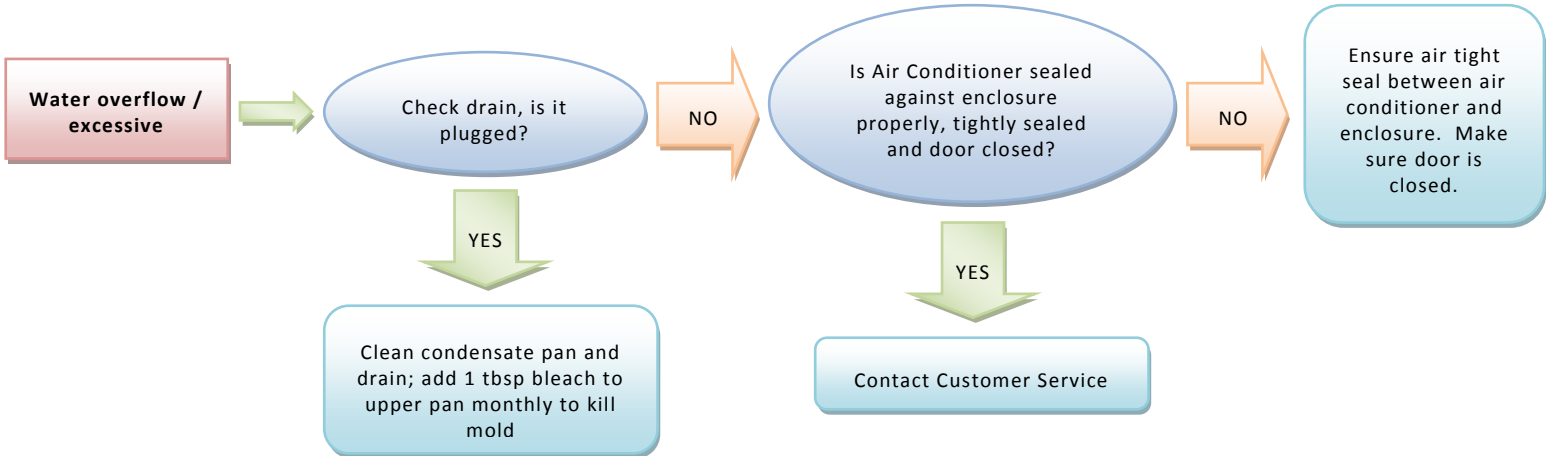 Water overflow /
excessive
Check drain, is it
plugged?
NO
Is Air Conditioner sealed
against enclosure
properly, tightly sealed
and door closed?
NO
Ensure air tight
seal between air
conditioner and
enclosure.  Make
sure door is
closed.
YES
YES
Clean condensate pan and
drain; add 1 tbsp bleach to
upper pan monthly to kill
mold
Contact Customer Service